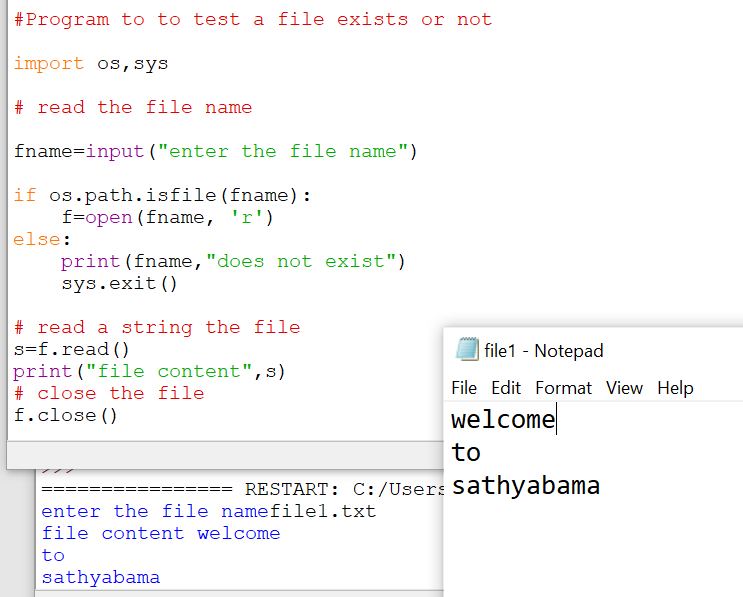 #Program to to test a file exists or not
import os,sys
# read the file name
fname=input("enter the file name")
if os.path.isfile(fname):
    f=open(fname, 'r')
else:
    print(fname,"does not exist")
    sys.exit()
# read a string the file
s=f.read()
print("file content",s)
# close the file
f.close()
================ RESTART: C:/Users
enter the file namefile1.txt
file content welcome
to
sathyabama
file1 - Notepad
File Edit Format View Help
welcome
to
sathyabama